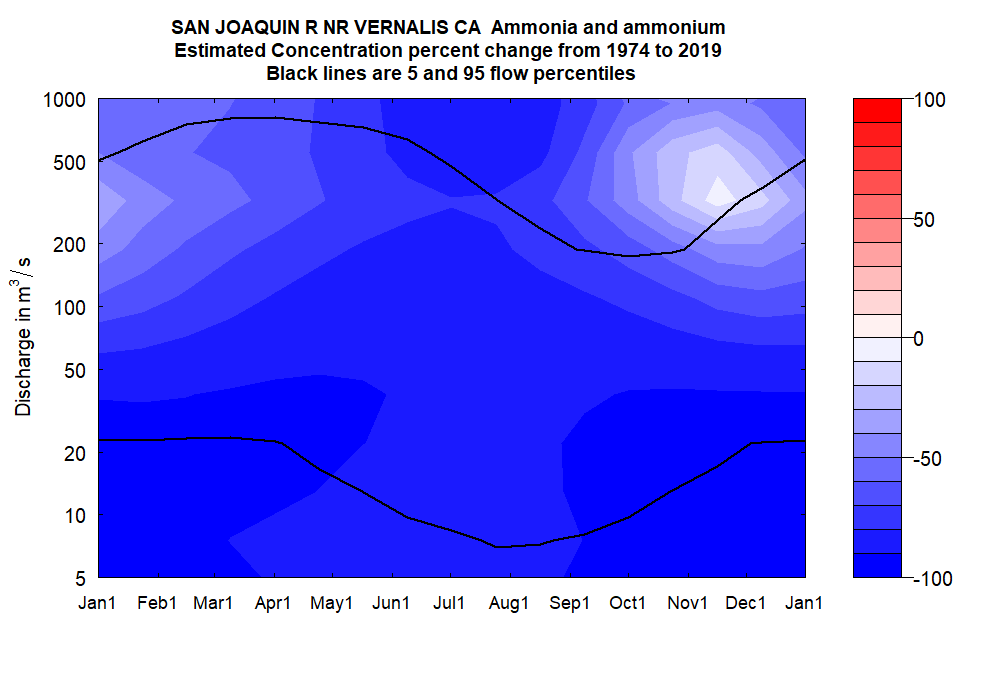 SAN JOAQUIN R NR VERNALIS CA  Ammonia and ammonium
Estimated Concentration percent change from 1974 to 2019
Black lines are 5 and 95 flow percentiles
Discharge in m³/s
1000
500
200
100
50
20
10
5
Jan1 Feb1 Mar1 Apr1 May1 Jun1 Jul1 Aug1 Sep1 Oct1 Nov1 Dec1 Jan1
100
50
0
-50
-100